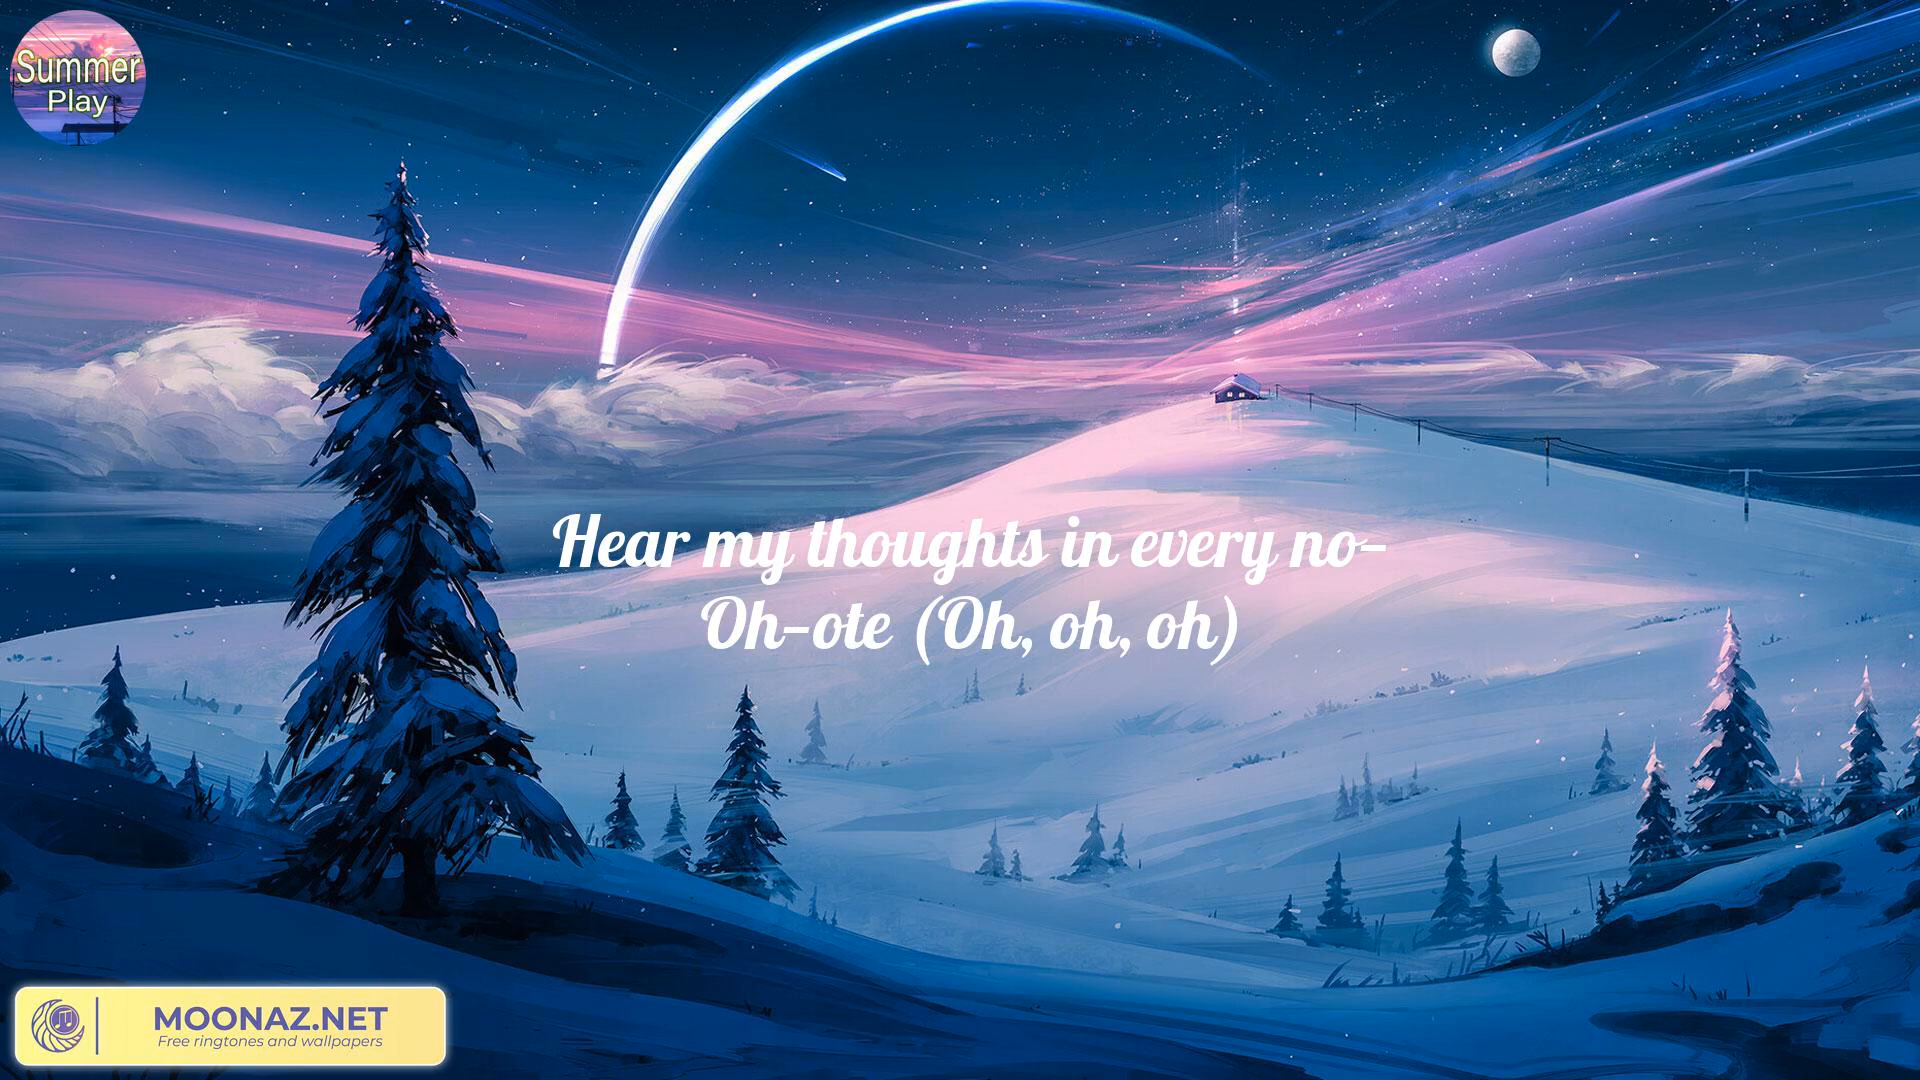 Summer
Play
Hear my thoughts in every no-
Oh-ote (Oh, oh, oh)
MOONAZ.NET
Free ringtones and wallpapers